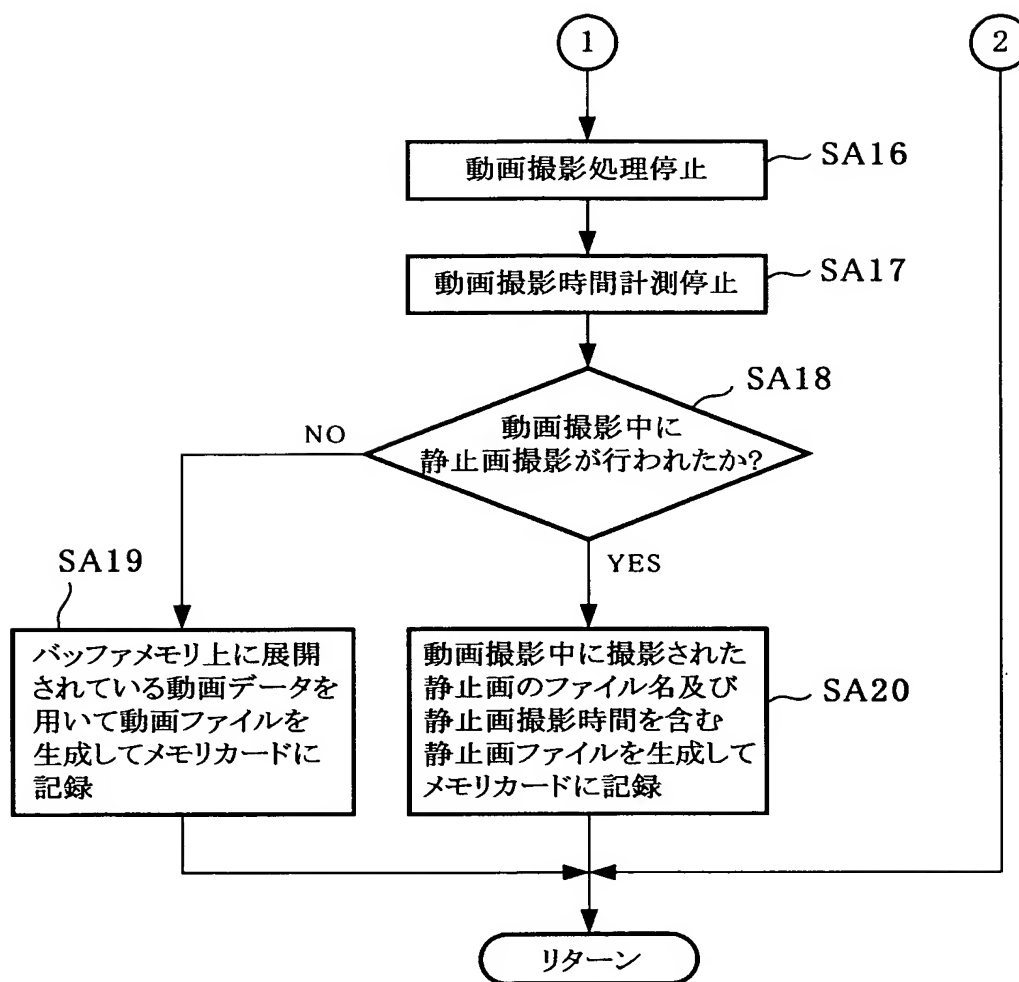 1
2
動画撮影処理停止
SA16
動画撮影時間計測停止
SA17
SA18
動画撮影中に
静止画撮影が行われたか?
NO
YES
SA19
バッファメモリ上に展開
されている動画データを
用いて動画ファイルを
生成してメモリカードに
記録
動画撮影中に撮影された
静止画のファイル名及び
静止画撮影時間を含む
静止画ファイルを生成して
メモリカードに記録
SA20
リターン